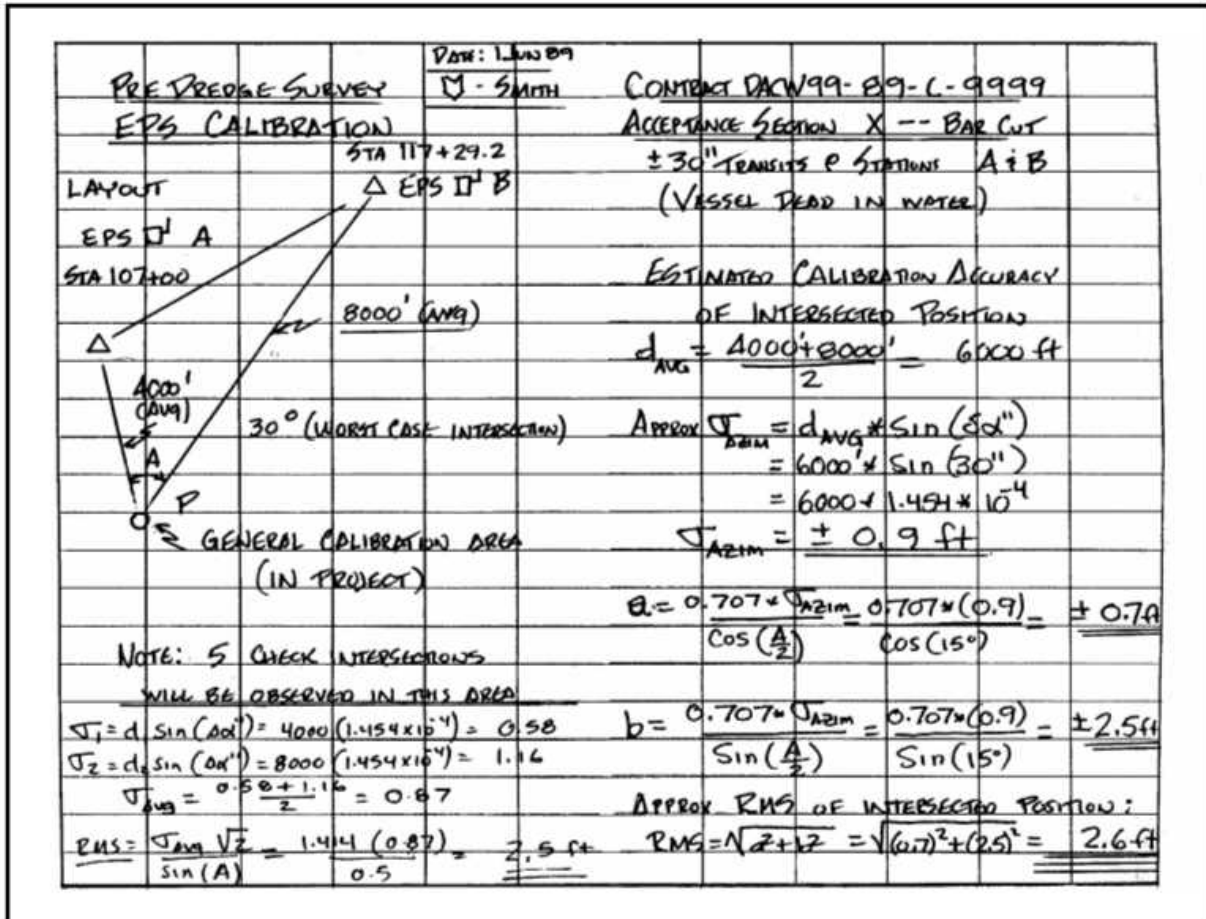 DATE: 1 JUN 89
PRE DREDGE SURVEY
- SMITH
EPS CALIBRATION
STA 117+29.2
LAYOUT
EPS B
EPS A
STA 107+00
8000' (AVG)
4000'
(AVG)
30° (WORST CASE INTERSECTION)
A
P
GENERAL CALIBRATION AREA
(IN PROJECT)
NOTE: 5 CHECK INTERSECTIONS
WILL BE OBSERVED IN THIS AREA
σ₁ = d₁ sin (Δα") = 4000 (1.454x10⁻⁴) = 0.58
σ₂ = d₂ sin (Δα") = 8000 (1.454x10⁻⁴) = 1.16
σAvg = 0.58 + 1.16 / 2 = 0.87
RMS = σAvg √2 / sin (A) = 1.414 (0.87) / 0.5 = 2.5 ft
CONTRACT DACW99-89-C-9999
ACCEPTANCE SECTION X -- BAR CUT
±30" TRANSITS @ STATIONS A & B
(VESSEL DEAD IN WATER)
ESTIMATED CALIBRATION ACCURACY
OF INTERSECTED POSITION
dAVG = 4000'+8000' / 2 = 6000 ft
APPROX σAZIM = dAVG * Sin (δα")
= 6000' * Sin (30")
= 6000 * 1.454 * 10⁻⁴
σAZIM = ± 0.9 ft
a = 0.707 * σAZIM / Cos (A/2) = 0.707*(0.9) / Cos (15°) = ± 0.7ft
b = 0.707* σAZIM / Sin (A/2) = 0.707*(0.9) / Sin (15°) = ±2.5ft
APPROX RMS OF INTERSECTED POSITION:
RMS = √a²+b² = √(0.7)²+(2.5)² = 2.6 ft